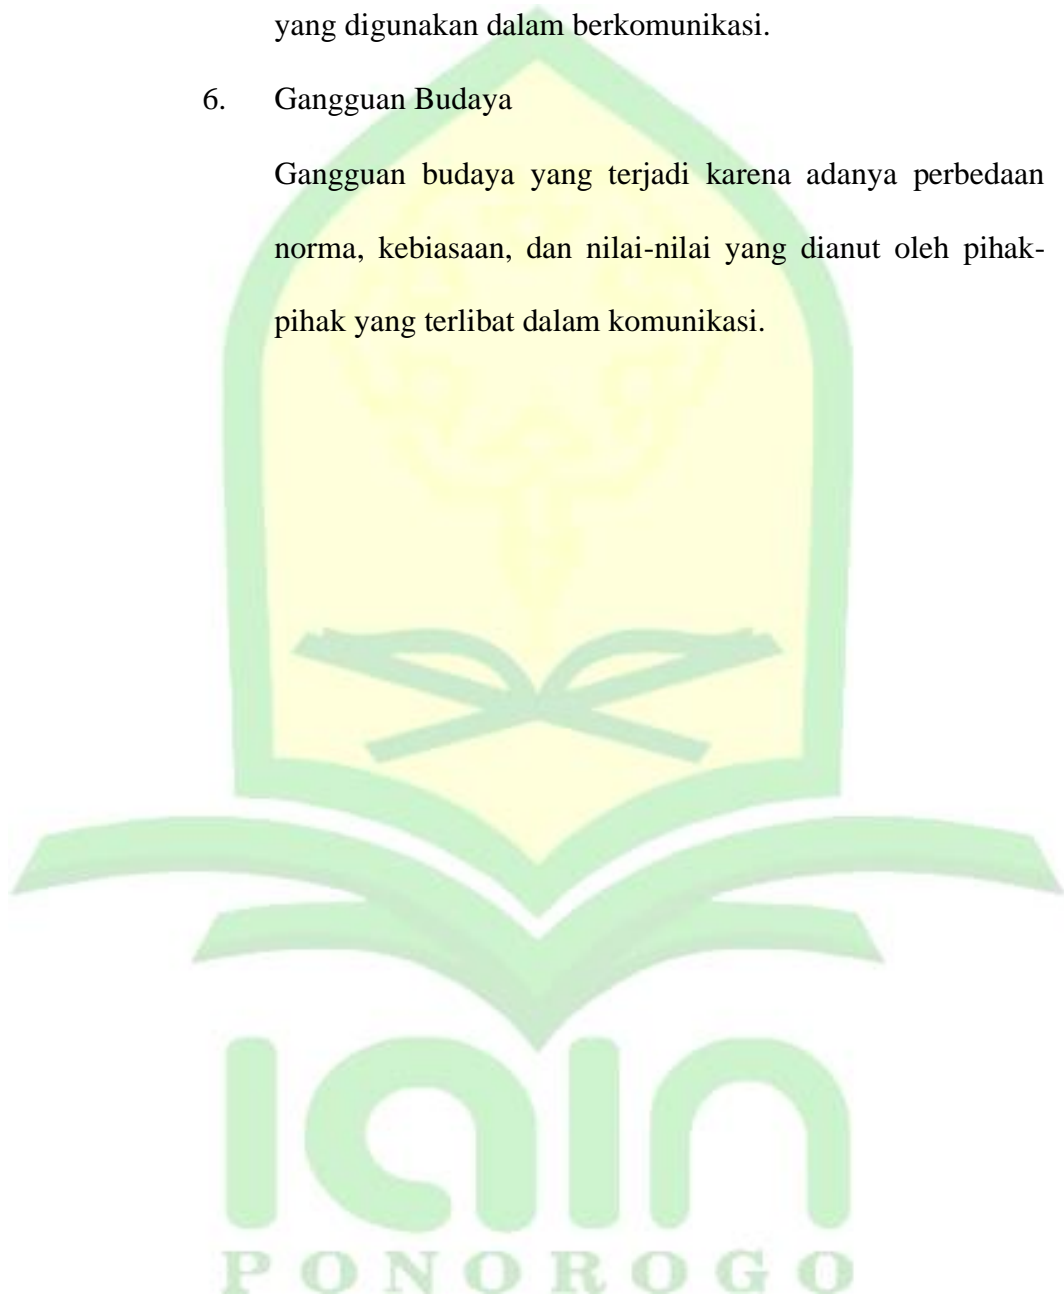 yang digunakan dalam berkomunikasi.
6. Gangguan Budaya
Gangguan budaya yang terjadi karena adanya perbedaan
norma, kebiasaan, dan nilai-nilai yang dianut oleh pihak-
pihak yang terlibat dalam komunikasi.
iain
PONOROGO